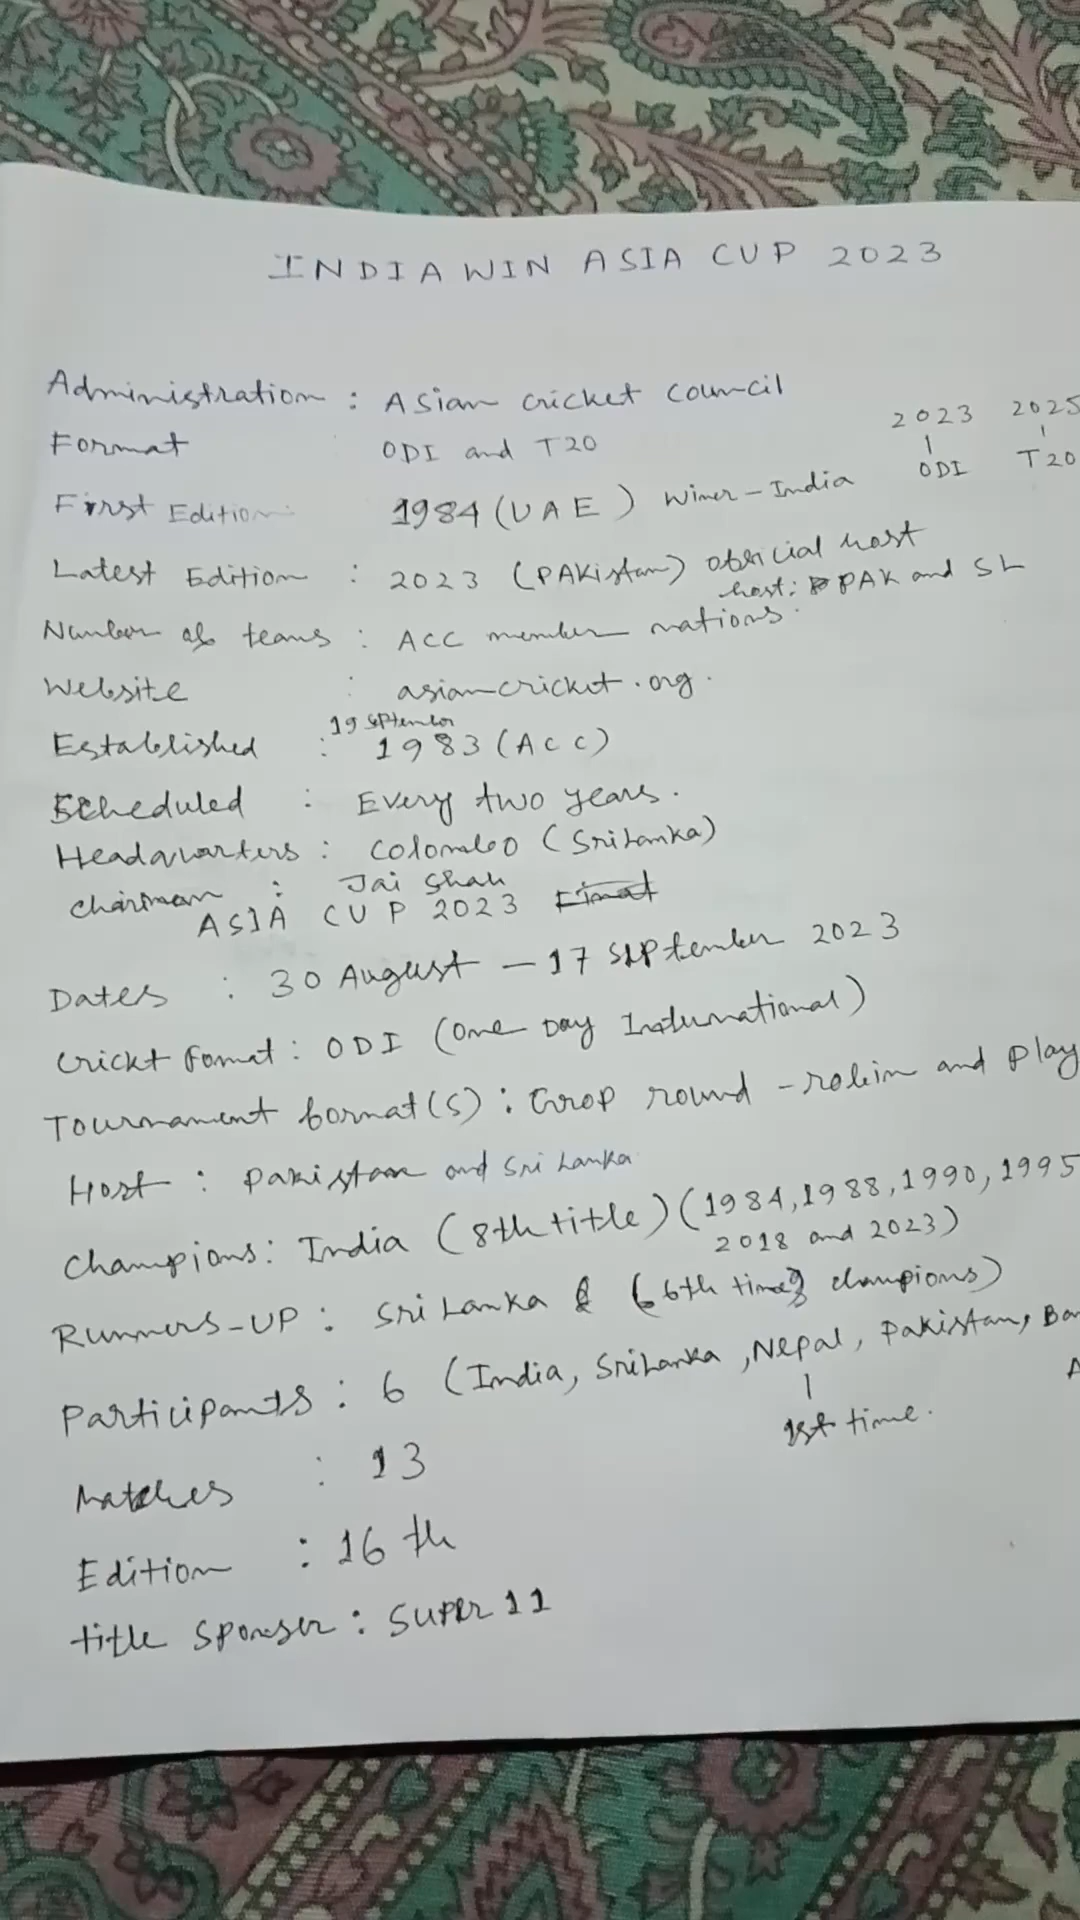 INDIA WIN ASIA CUP 2023
Administration : Asian cricket council
2023 2025
Format ODI and T20
ODI T20
First Edition 1984 (UAE) Winer - India
Latest Edition : 2023 (PAkistan) official host
host: PAK and SL
Number of teams : ACC member nations
Website : asiancricket.org.
19 september
Established : 1983 (ACC)
Scheduled : Every two years.
Headquarters : Colombo (SriLanka)
Chairman : Jai Shah
ASIA CUP 2023
Dates : 30 August - 17 September 2023
Crickt Fomat : ODI (One Day International)
Tournament format(s) : Grop round - robin and Play
Host : Pakistan and Sri Lanka
Champions : India (8th title) (1984, 1988, 1990, 1995
2018 and 2023)
Runners-UP : Sri Lanka (6th time champions)
Participants : 6 (India, SriLanka, Nepal, Pakistan, Ban
A
1st time.
Matches : 13
Edition : 16 th
title Sponser : SUPER 11